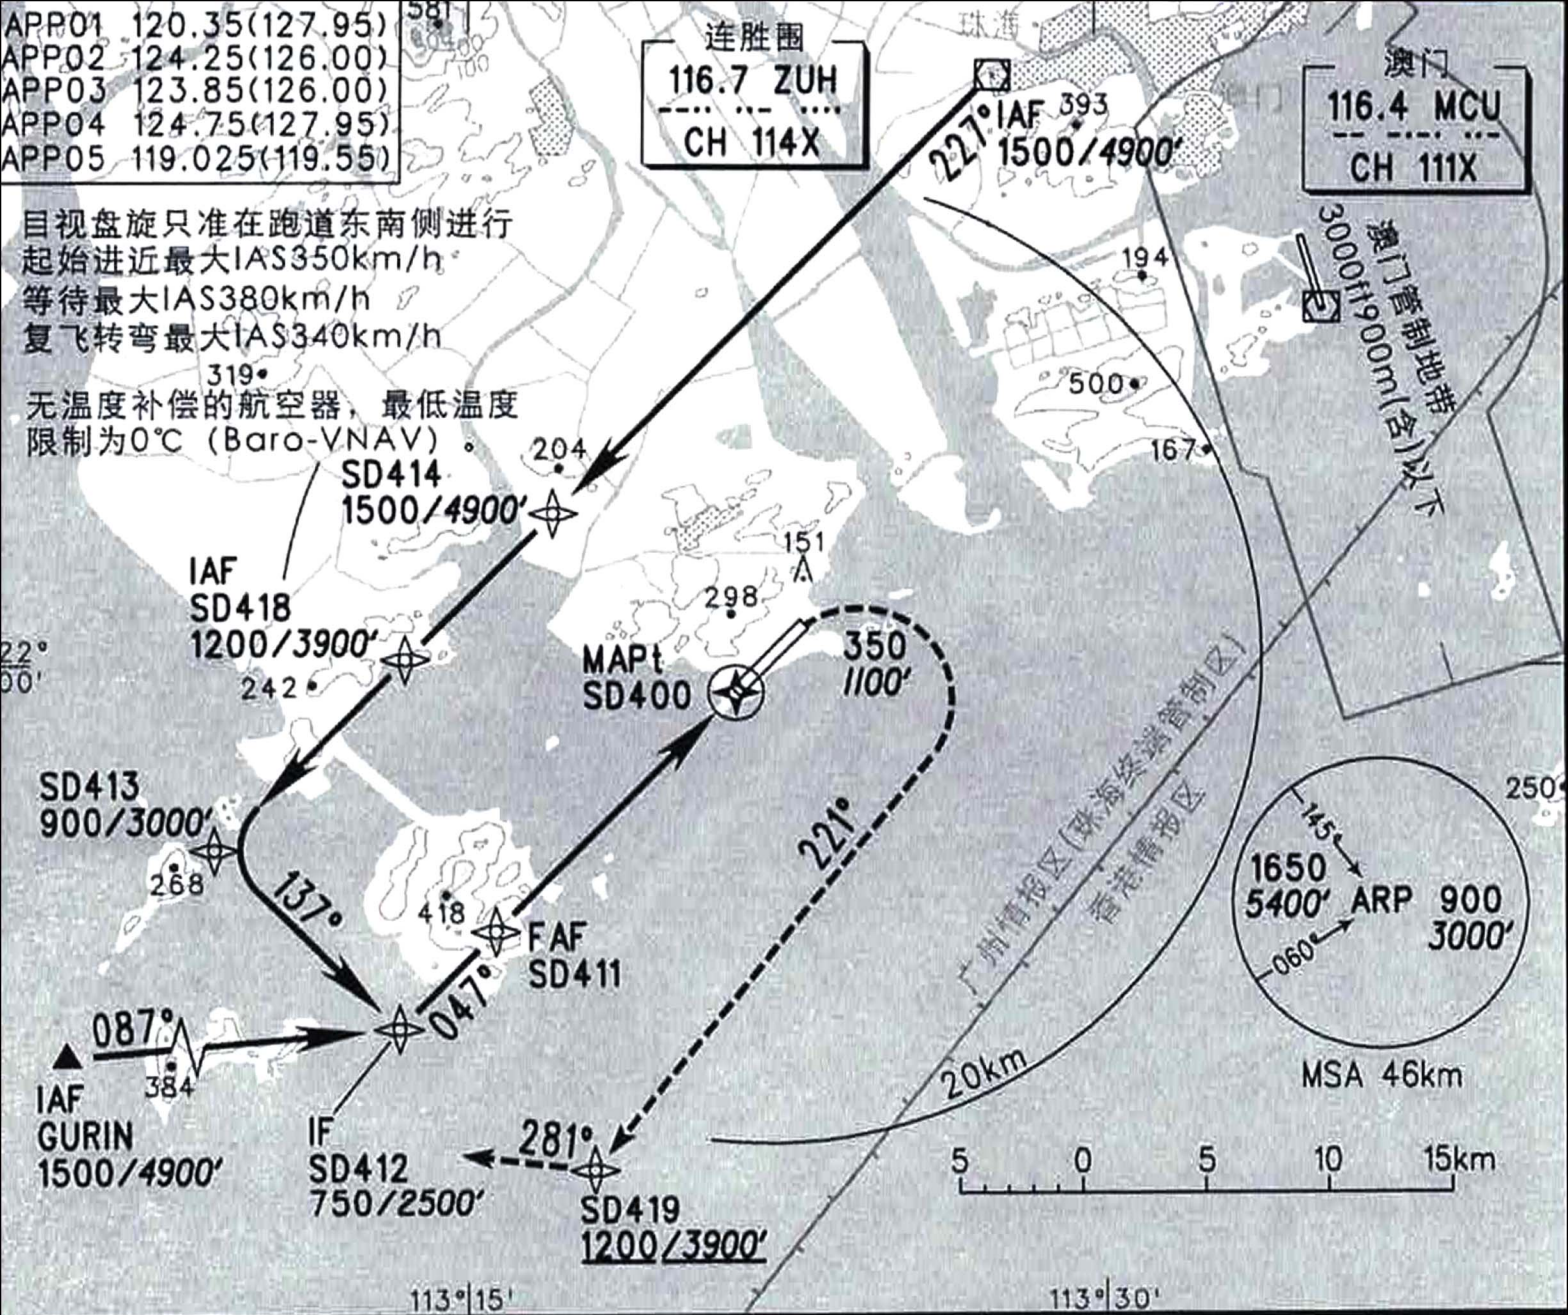 581
APP01 120.35(127.95)
APP02 124.25(126.00)
APP03 123.85(126.00)
APP04 124.75(127.95)
APP05 119.025(119.55)
100
连胜围
116.7 ZUH
CH 114X
珠海
澳门
澳门
116.4 MCU
CH 111X
227°
IAF
1500/4900'
393
目视盘旋只准在跑道东南侧进行
起始进近最大IAS350km/h
等待最大IAS380km/h
复飞转弯最大IAS340km/h
319
无温度补偿的航空器，最低温度
限制为0℃（Baro-VNAV）。
194
500
167
澳门管制地带
3000ft900m(含)以下
204
SD414
1500/4900'
IAF
SD418
1200/3900'
242
151
298
MAPt
SD400
350
1100'
22°
00'
SD413
900/3000'
268
137°
418
FAF
SD411
047°
221°
广州情报区(珠海终端管制区)
香港情报区
250
145°
1650
5400'
ARP
900
3000'
060°
MSA 46km
087°
384
IAF
GURIN
1500/4900'
IF
SD412
750/2500'
281°
SD419
1200/3900'
20km
5 0 5 10 15km
113°15'
113°30'